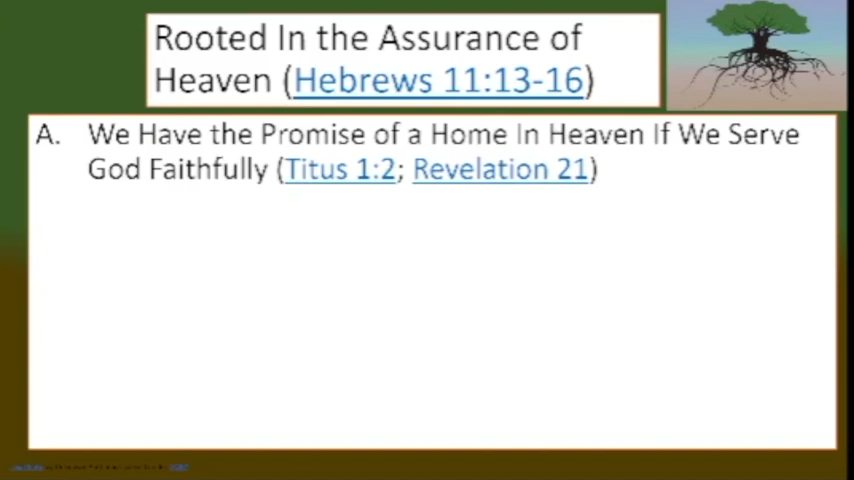 Rooted In the Assurance of
Heaven (Hebrews 11:13-16)
A. We Have the Promise of a Home In Heaven If We Serve
God Faithfully (Titus 1:2; Revelation 21)